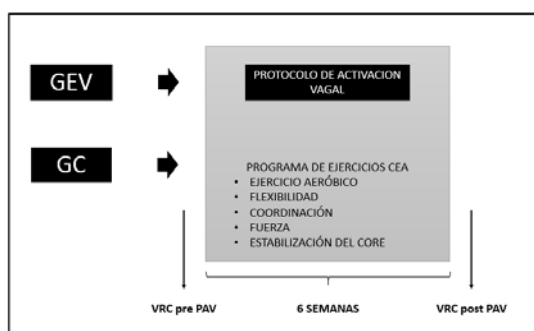 GEV
PROTOCOLO DE ACTIVACION
VAGAL
GC
PROGRAMA DE EJERCICIOS CEA
• EJERCICIO AERÓBICO
• FLEXIBILIDAD
• COORDINACIÓN
• FUERZA
• ESTABILIZACIÓN DEL CORE
VRC pre PAV
6 SEMANAS
VRC post PAV